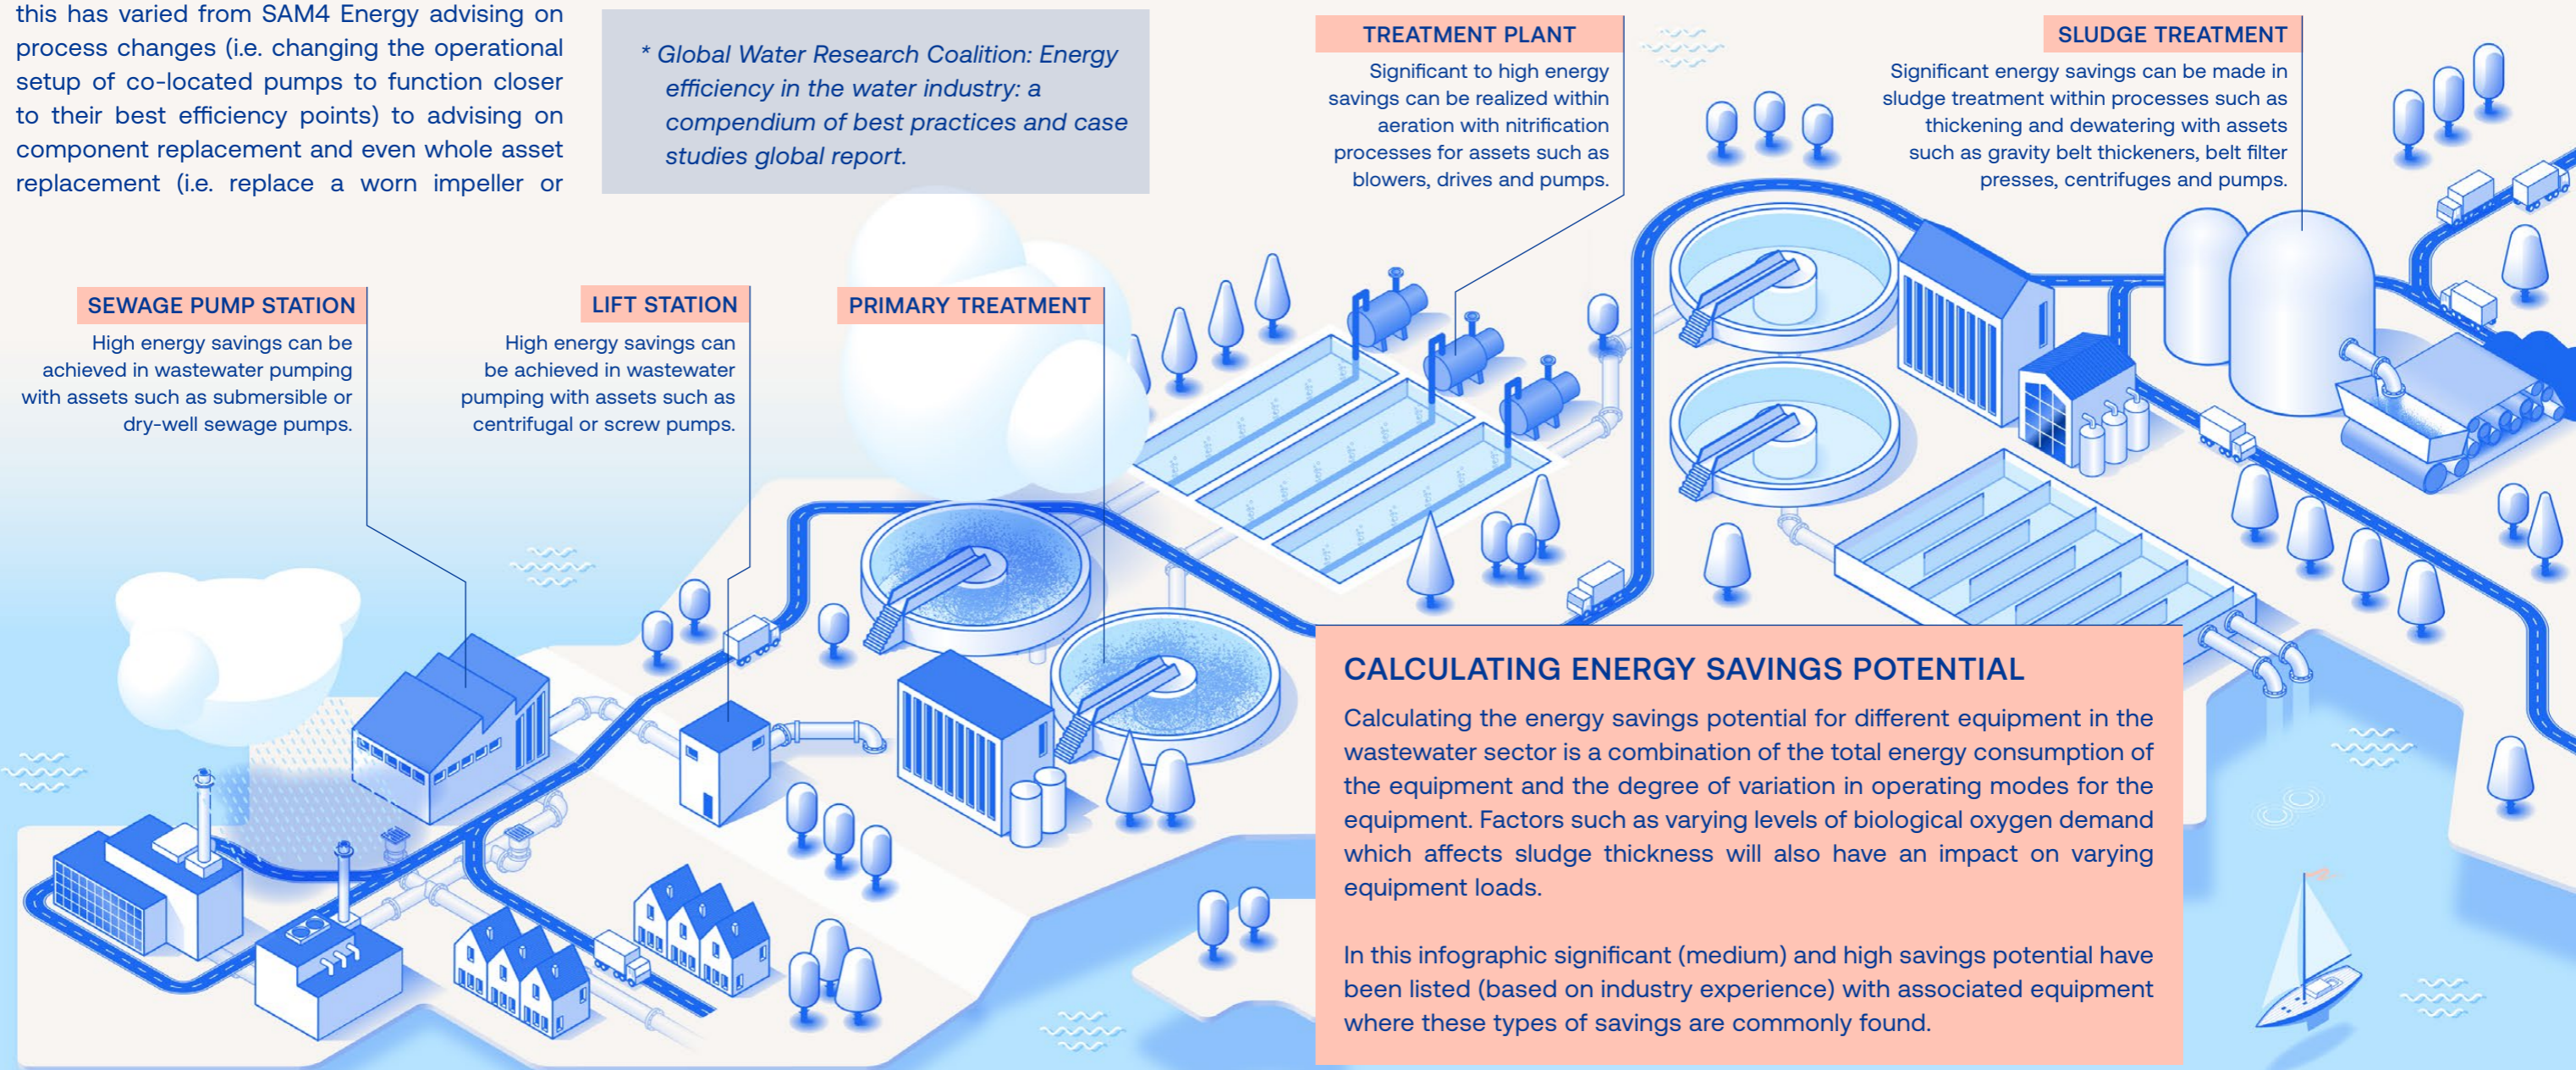 this has varied from SAM4 Energy advising on
process changes (i.e. changing the operational
setup of co-located pumps to function closer
to their best efficiency points) to advising on
component replacement and even whole asset
replacement (i.e. replace a worn impeller or
* Global Water Research Coalition: Energy
efficiency in the water industry: a
compendium of best practices and case
studies global report.
TREATMENT PLANT
Significant to high energy
savings can be realized within
aeration with nitrification
processes for assets such as
blowers, drives and pumps.
SLUDGE TREATMENT
Significant energy savings can be made in
sludge treatment within processes such as
thickening and dewatering with assets
such as gravity belt thickeners, belt filter
presses, centrifuges and pumps.
SEWAGE PUMP STATION
High energy savings can be
achieved in wastewater pumping
with assets such as submersible or
dry-well sewage pumps.
LIFT STATION
High energy savings can
be achieved in wastewater
pumping with assets such as
centrifugal or screw pumps.
PRIMARY TREATMENT
CALCULATING ENERGY SAVINGS POTENTIAL
Calculating the energy savings potential for different equipment in the
wastewater sector is a combination of the total energy consumption of
the equipment and the degree of variation in operating modes for the
equipment. Factors such as varying levels of biological oxygen demand
which affects sludge thickness will also have an impact on varying
equipment loads.
In this infographic significant (medium) and high savings potential have
been listed (based on industry experience) with associated equipment
where these types of savings are commonly found.